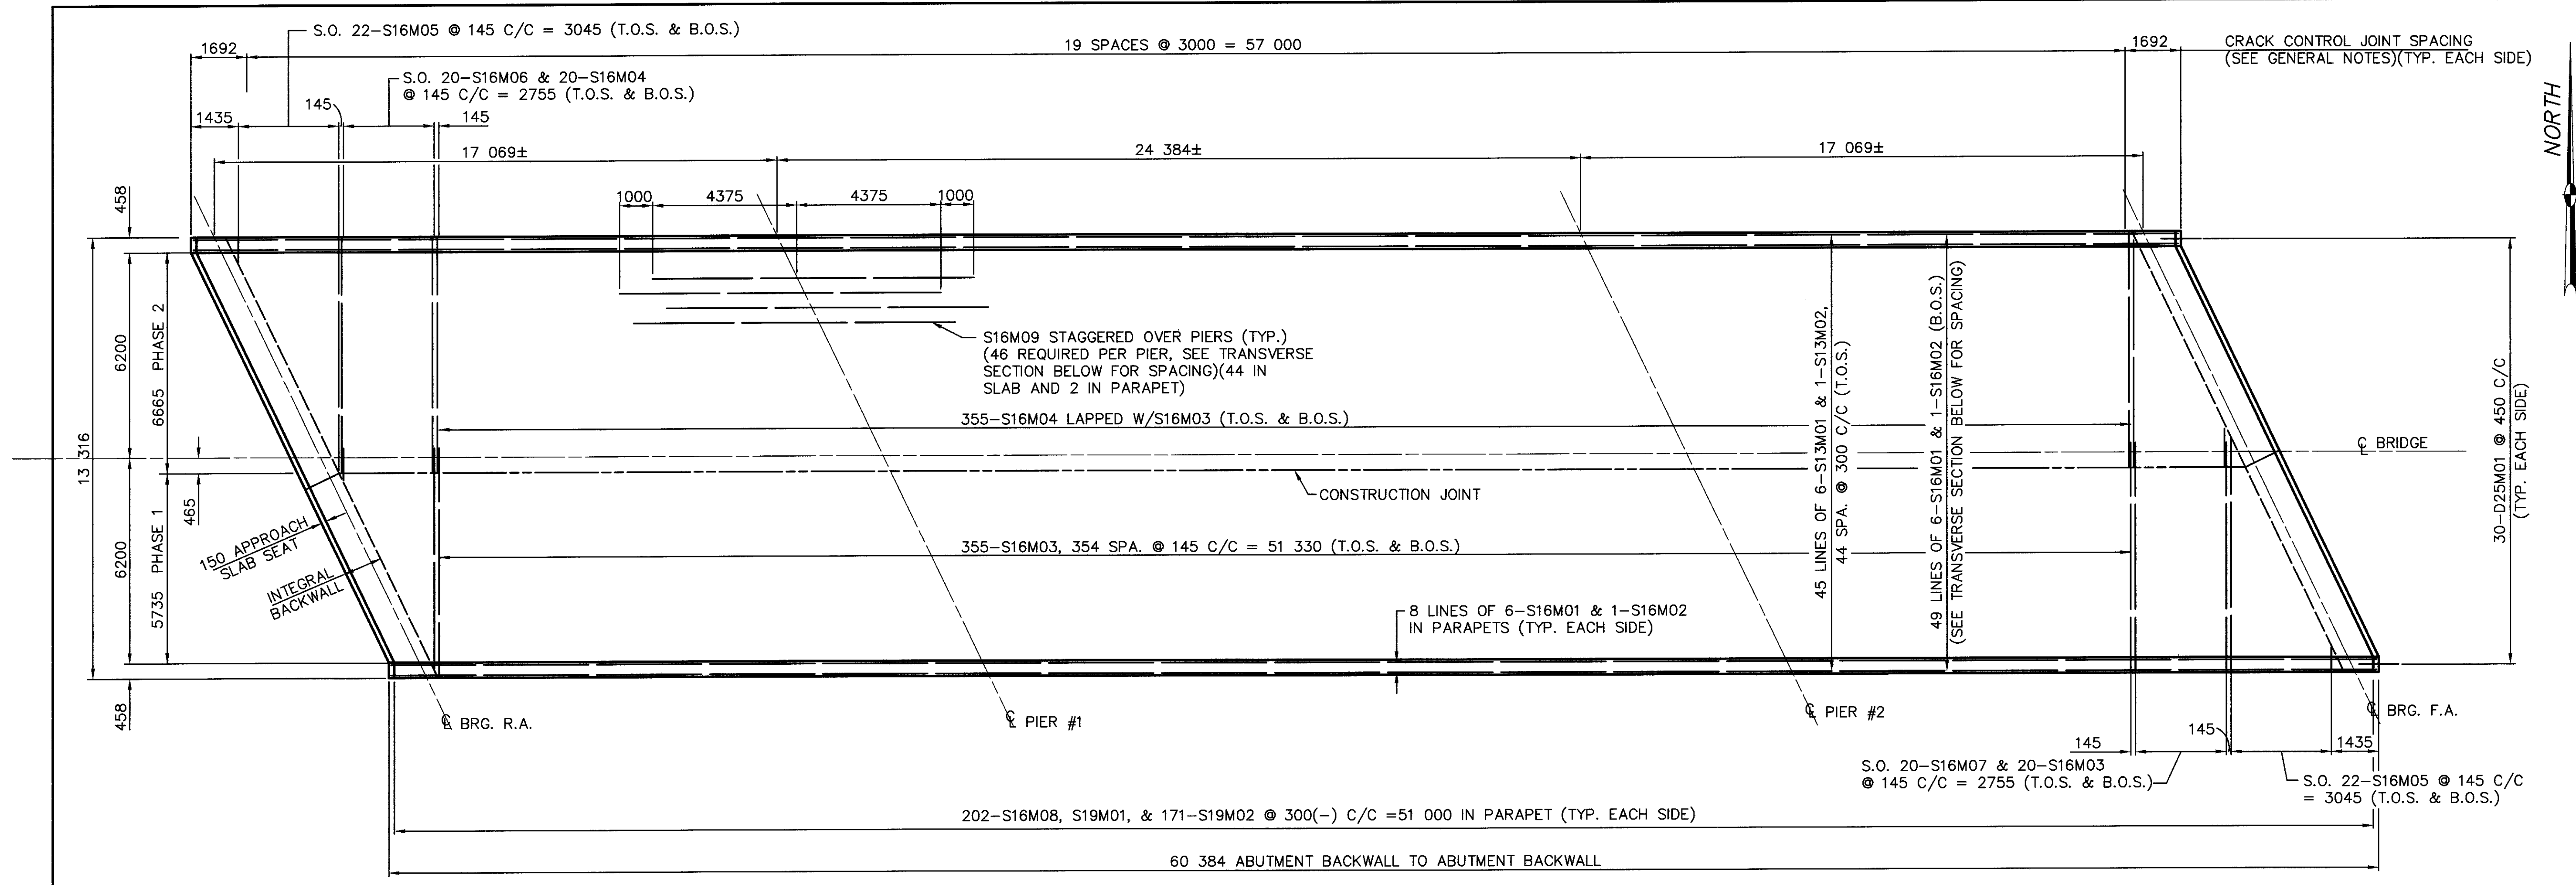 S.O. 22-S16M05 @ 145 C/C = 3045 (T.O.S. & B.O.S.)
1692
19 SPACES @ 3000 = 57 000
1692
CRACK CONTROL JOINT SPACING
(SEE GENERAL NOTES)(TYP. EACH SIDE)
NORTH
S.O. 20-S16M06 & 20-S16M04
@ 145 C/C = 2755 (T.O.S. & B.O.S.)
145
1435
145
17 069±
24 384±
17 069±
458
1000
4375
4375
1000
S16M09 STAGGERED OVER PIERS (TYP.)
(46 REQUIRED PER PIER, SEE TRANSVERSE
SECTION BELOW FOR SPACING)(44 IN
SLAB AND 2 IN PARAPET)
6200
6665 PHASE 2
13 316
355-S16M04 LAPPED W/S16M03 (T.O.S. & B.O.S.)
45 LINES OF 6-S13M01 & 1-S13M02,
44 SPA. @ 300 C/C (T.O.S.)
49 LINES OF 6-S16M01 & 1-S16M02 (B.O.S.)
(SEE TRANSVERSE SECTION BELOW FOR SPACING)
30-D25M01 @ 450 C/C
(TYP. EACH SIDE)
℄ BRIDGE
CONSTRUCTION JOINT
465
6200
5735 PHASE 1
150 APPROACH
SLAB SEAT
INTEGRAL
BACKWALL
355-S16M03, 354 SPA. @ 145 C/C = 51 330 (T.O.S. & B.O.S.)
8 LINES OF 6-S16M01 & 1-S16M02
IN PARAPETS (TYP. EACH SIDE)
458
℄ BRG. R.A.
℄ PIER #1
℄ PIER #2
℄ BRG. F.A.
145
145
1435
S.O. 20-S16M07 & 20-S16M03
@ 145 C/C = 2755 (T.O.S. & B.O.S.)
S.O. 22-S16M05 @ 145 C/C
= 3045 (T.O.S. & B.O.S.)
202-S16M08, S19M01, & 171-S19M02 @ 300(-) C/C =51 000 IN PARAPET (TYP. EACH SIDE)
60 384 ABUTMENT BACKWALL TO ABUTMENT BACKWALL